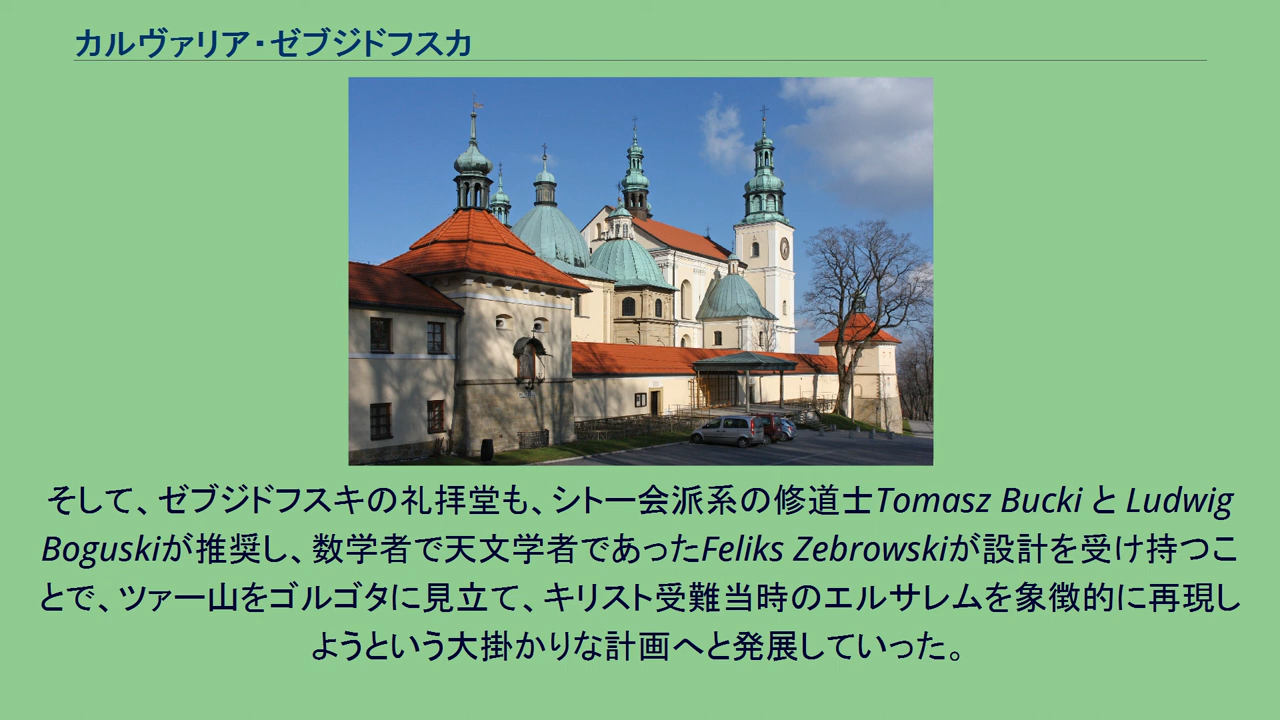 カルヴァリア・ゼブジドフスカ
そして、ゼブジドフスキの礼拝堂も、シトー会派系の修道士Tomasz Bucki と Ludwig
Boguskiが推奨し、数学者で天文学者であったFeliks Zebrowskiが設計を受け持つこ
とで、ツァー山をゴルゴタに見立て、キリスト受難当時のエルサレムを象徴的に再現し
ようという大掛かりな計画へと発展していった。